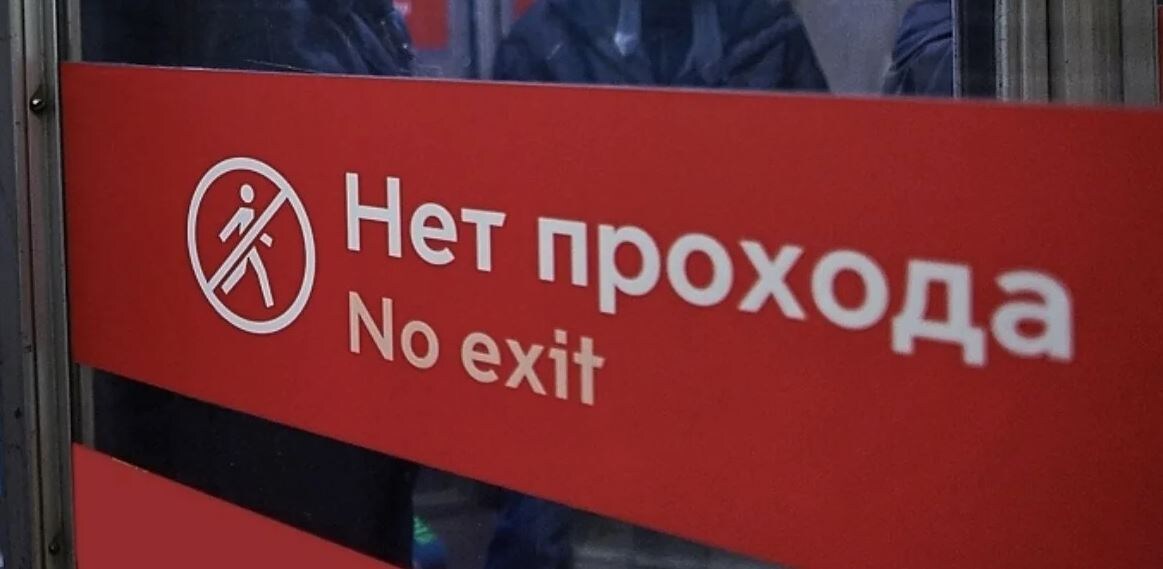 Нет прохода
No exit